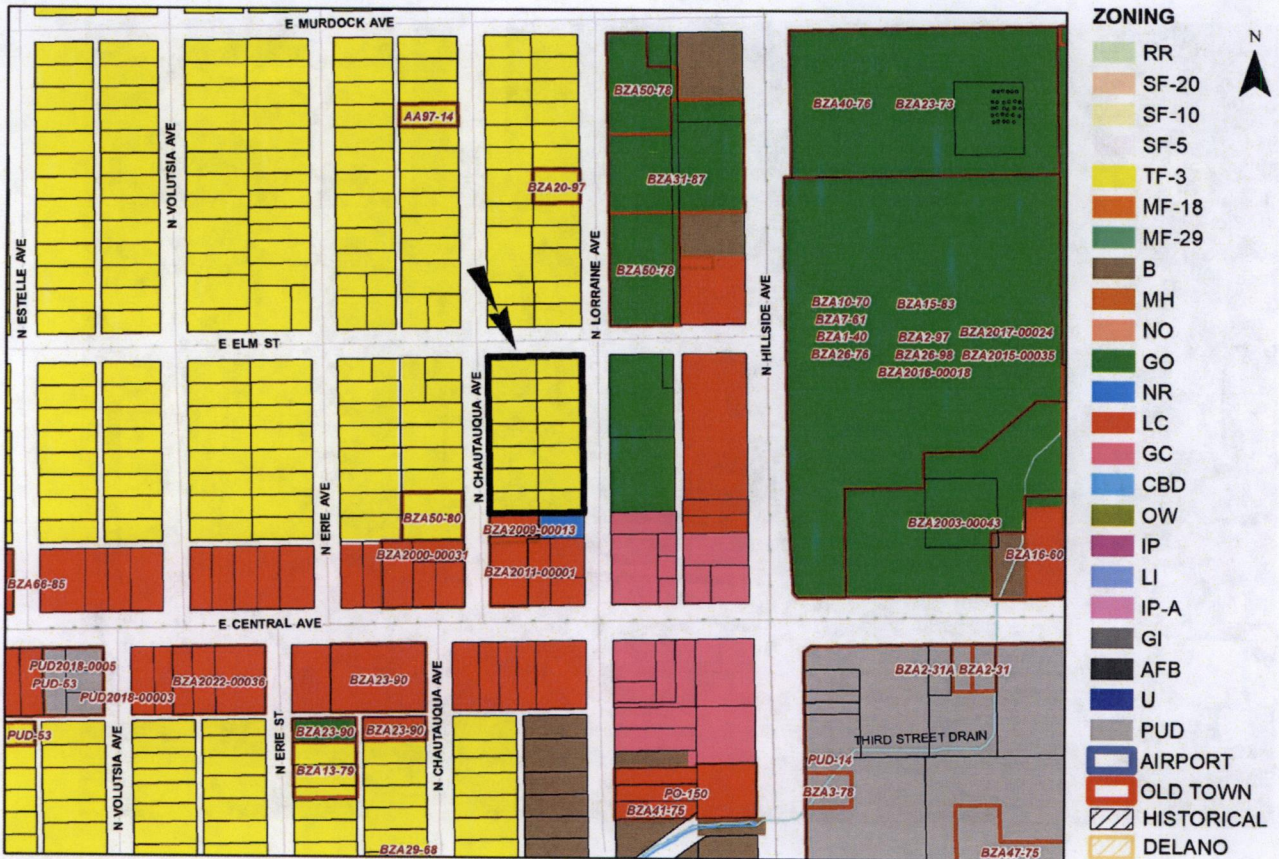 E MURDOCK AVE
BZA50-78
BZA40-76
BZA23-73
AA97-14
BZA20-97
BZA31-87
N VOLUTSIA AVE
N ESTELLE AVE
N LORRAINE AVE
BZA50-78
N HILLSIDE AVE
BZA10-70
BZA15-83
BZA7-61
BZA1-40
BZA2-97
BZA2017-00024
BZA26-76
BZA26-98
BZA2015-00035
BZA2016-00018
E ELM ST
N CHAUTAUQUA AVE
N ERIE AVE
BZA50-80
BZA2009-00013
BZA2003-00043
BZA2000-00031
BZA16-60
BZA66-85
BZA2011-00001
E CENTRAL AVE
PUD2018-0005
PUD-53
PUD2018-00003
BZA2022-00036
BZA23-90
BZA2-31A
BZA2-31
PUD-53
N VOLUTSIA AVE
N ERIE ST
BZA23-90
BZA23-90
N CHAUTAUQUA AVE
BZA13-79
THIRD STREET DRAIN
PUD-14
BZA3-78
PO-150
BZA41-75
BZA29-68
BZA47-75
ZONING
N
RR
SF-20
SF-10
SF-5
TF-3
MF-18
MF-29
B
MH
NO
GO
NR
LC
GC
CBD
OW
IP
LI
IP-A
GI
AFB
U
PUD
AIRPORT
OLD TOWN
HISTORICAL
DELANO